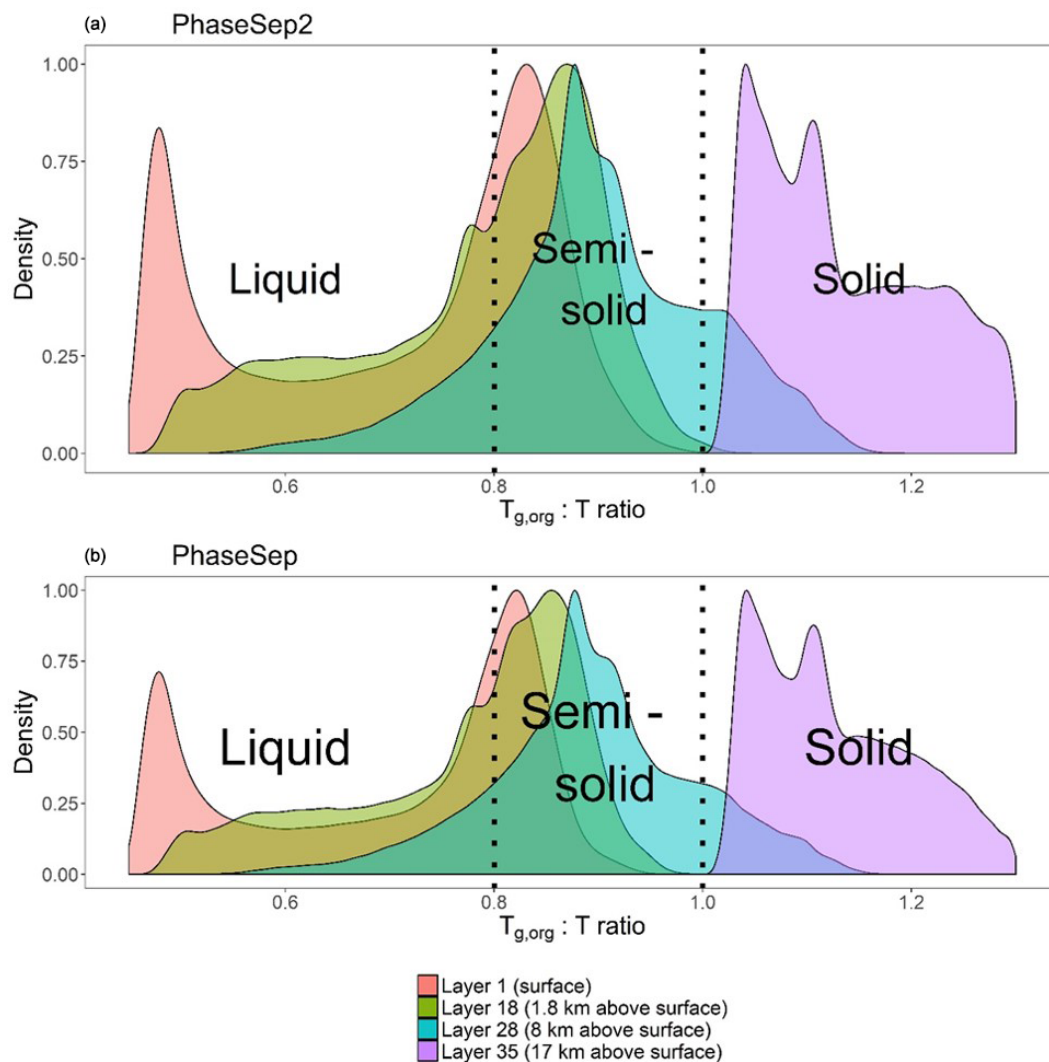 (a) PhaseSep2
1.00
0.75
0.50
0.25
0.00
Density
Liquid
Semi -
solid
Solid
0.6 0.8 1.0 1.2
Tg,org : T ratio
(b) PhaseSep
1.00
0.75
0.50
0.25
0.00
Density
Liquid
Semi -
solid
Solid
0.6 0.8 1.0 1.2
Tg,org : T ratio
Layer 1 (surface)
Layer 18 (1.8 km above surface)
Layer 28 (8 km above surface)
Layer 35 (17 km above surface)